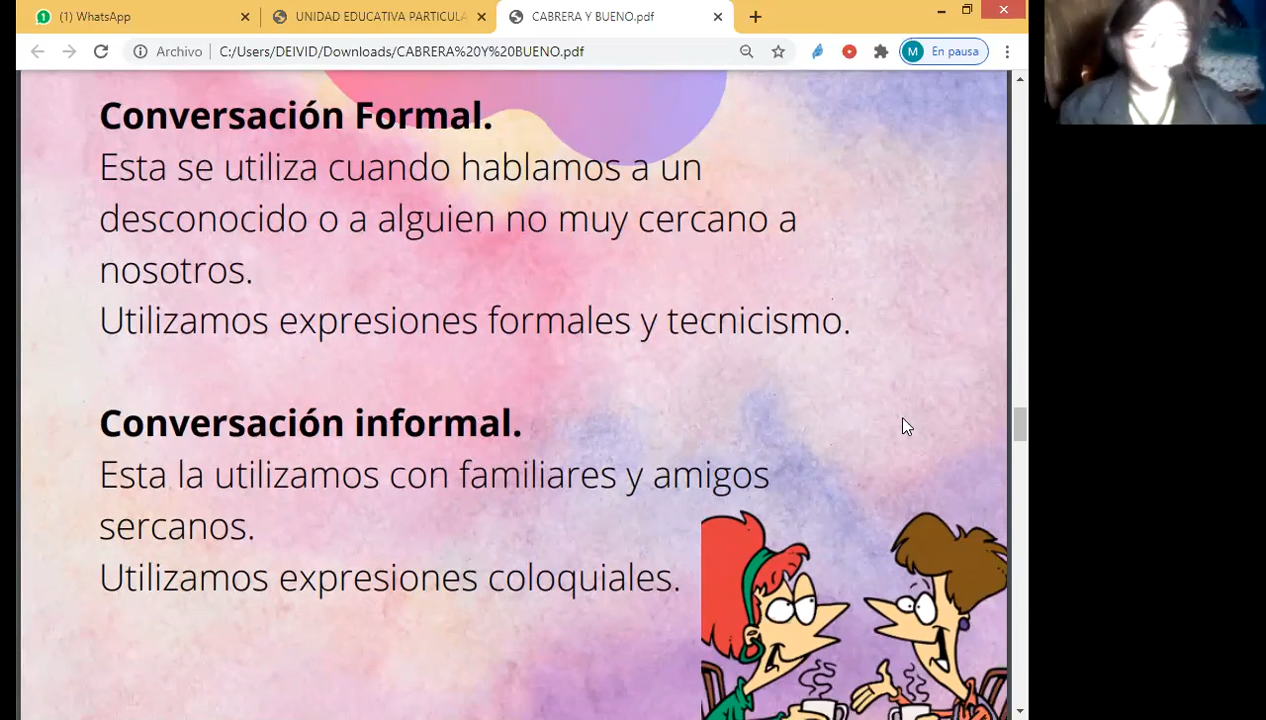 (1) WhatsApp
UNIDAD EDUCATIVA PARTICULA
CABRERA Y BUENO.pdf
Archivo
C:/Users/DEIVID/Downloads/CABRERA%20Y%20BUENO.pdf
M
En pausa
Conversación Formal.
Esta se utiliza cuando hablamos a un
desconocido o a alguien no muy cercano a
nosotros.
Utilizamos expresiones formales y tecnicismo.
Conversación informal.
Esta la utilizamos con familiares y amigos
sercanos.
Utilizamos expresiones coloquiales.